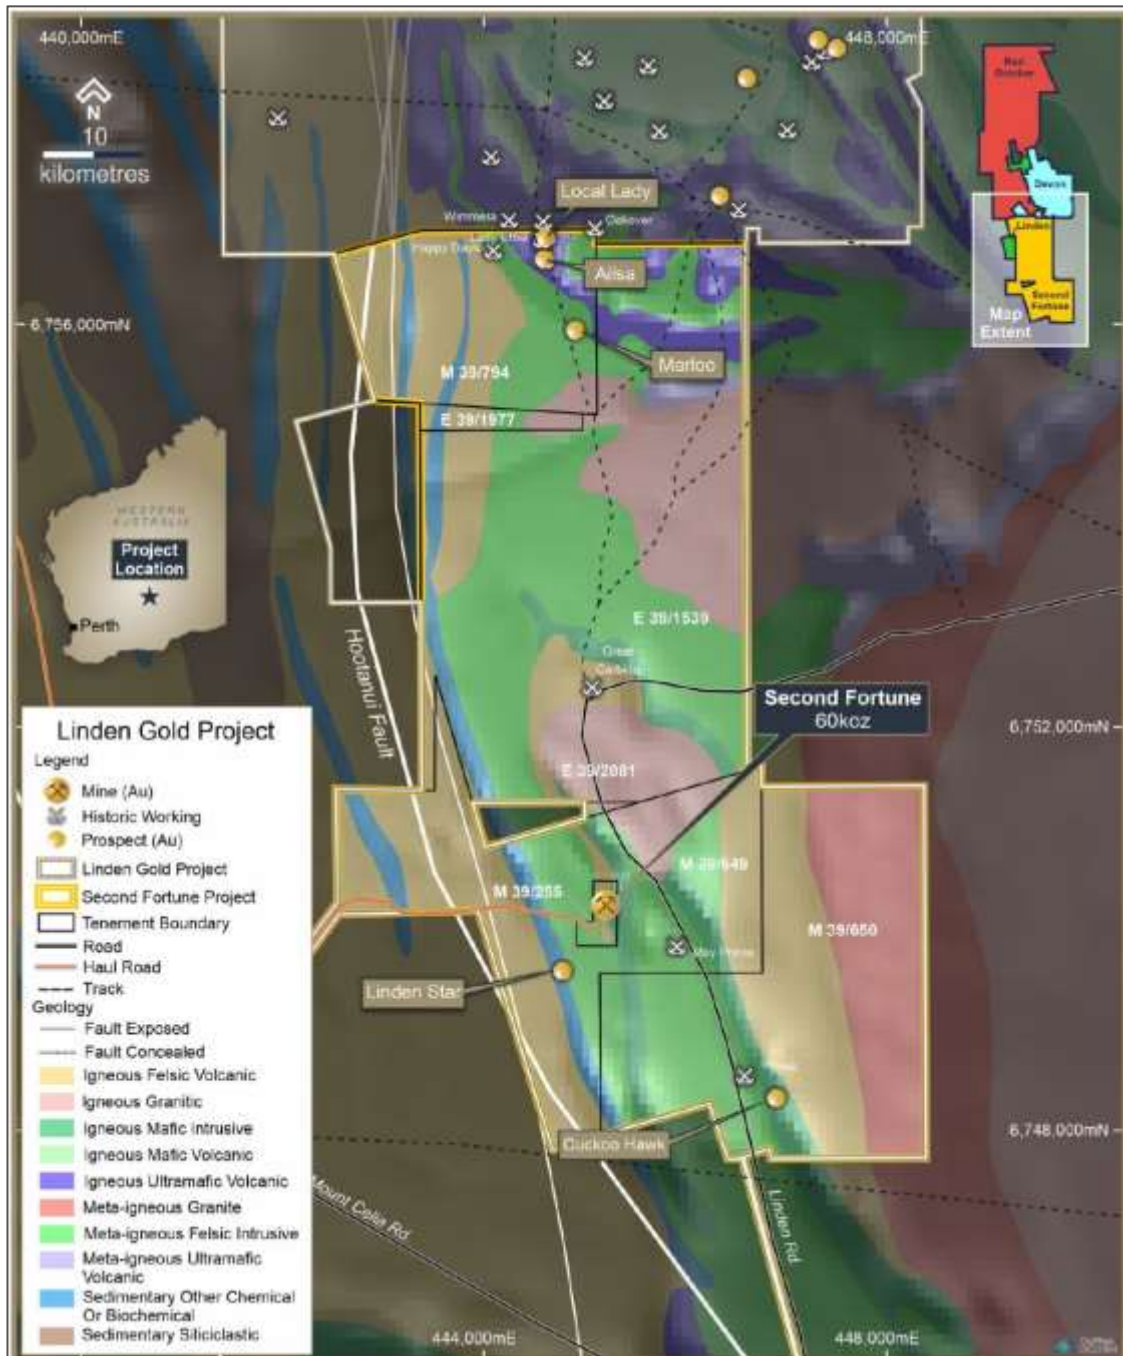 440,000mE
448,000mE
N
10
kilometres
Red
October
Devon
Linden
Second
Fortune
Map
Extent
Local Lady
Wimmera
Oakover
Happy Days
Ailsa
6,756,000mN
Marloo
M 39/794
E 39/1977
WESTERN
AUSTRALIA
Project
Location
Perth
E 39/1539
Great
Hootanui Fault
Second Fortune
60koz
6,752,000mN
E 39/2081
M 39/649
M 39/255
M 39/650
Linden Star
Cuckoo Hawk
6,748,000mN
Linden Rd
Mount Celia Rd
444,000mE
448,000mE
Linden Gold Project
Legend
Mine (Au)
Historic Working
Prospect (Au)
Linden Gold Project
Second Fortune Project
Tenement Boundary
Road
Haul Road
Track
Geology
Fault Exposed
Fault Concealed
Igneous Felsic Volcanic
Igneous Granitic
Igneous Mafic Intrusive
Igneous Mafic Volcanic
Igneous Ultramafic Volcanic
Meta-igneous Granite
Meta-igneous Felsic Intrusive
Meta-igneous Ultramafic
Volcanic
Sedimentary Other Chemical
Or Biochemical
Sedimentary Siliciclastic